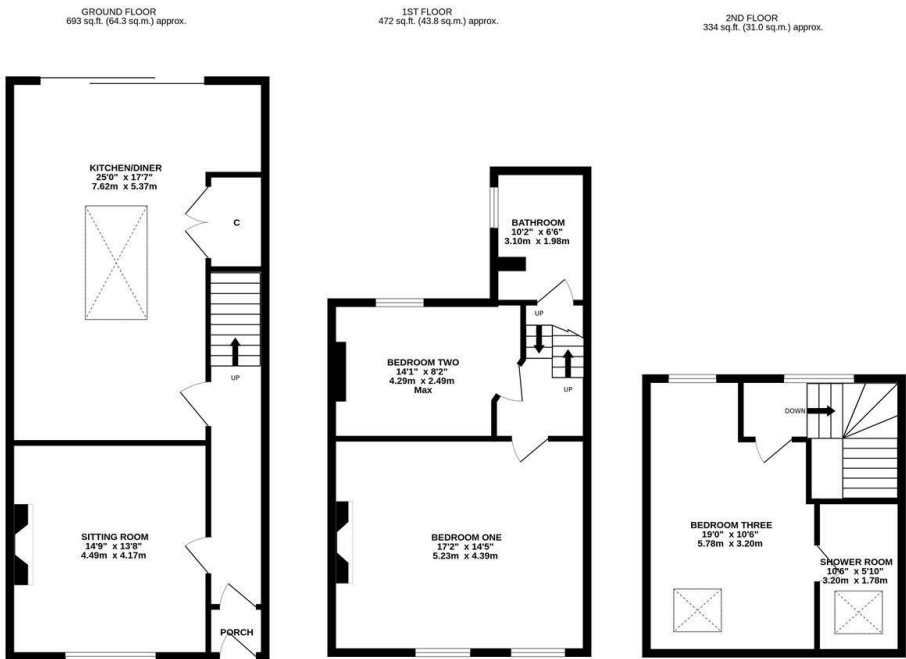 GROUND FLOOR
693 sq.ft. (64.3 sq.m.) approx.
1ST FLOOR
472 sq.ft. (43.8 sq.m.) approx.
2ND FLOOR
334 sq.ft. (31.0 sq.m.) approx.
KITCHEN/DINER
25'0" x 17'7"
7.62m x 5.37m
C
UP
SITTING ROOM
14'9" x 13'8"
4.49m x 4.17m
PORCH
BATHROOM
10'2" x 6'6"
3.10m x 1.98m
UP
BEDROOM TWO
14'1" x 8'2"
4.29m x 2.49m
Max
UP
BEDROOM ONE
17'2" x 14'5"
5.23m x 4.39m
DOWN
BEDROOM THREE
19'0" x 10'6"
5.78m x 3.20m
SHOWER ROOM
10'6" x 5'10"
3.20m x 1.78m